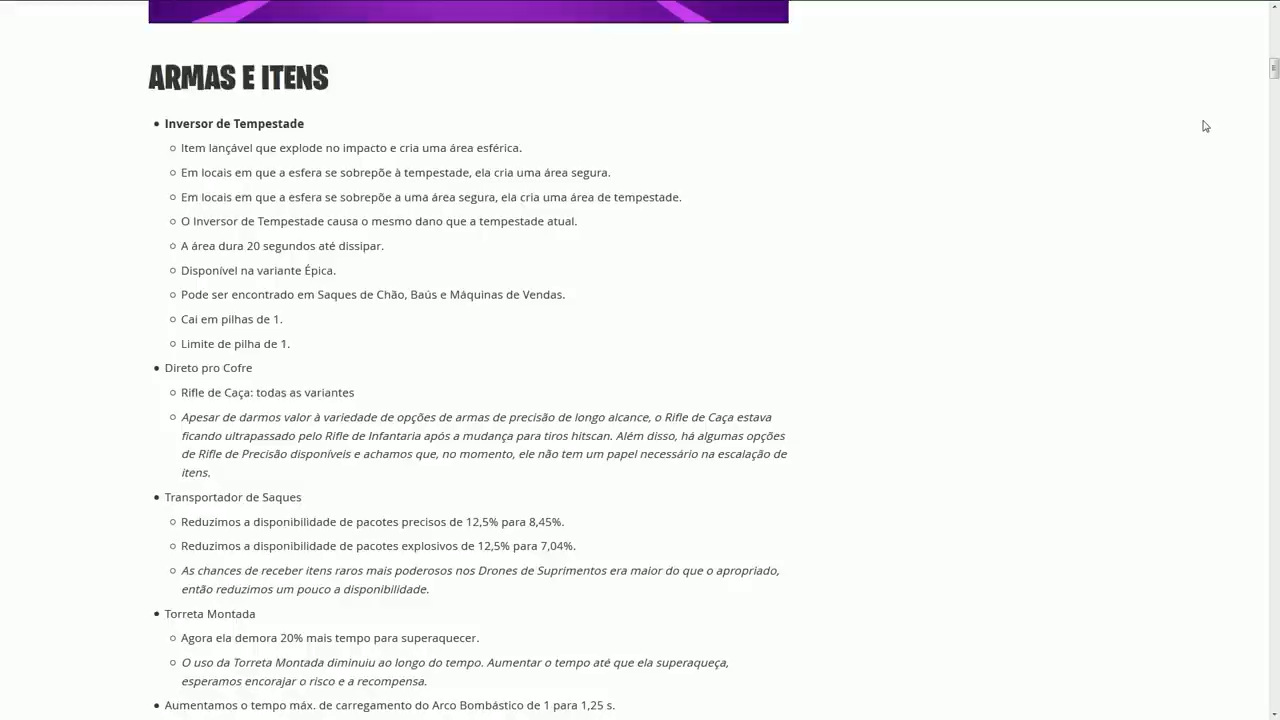 ARMAS E ITENS
• Inversor de Tempestade
○ Item lançável que explode no impacto e cria uma área esférica.
○ Em locais em que a esfera se sobrepõe à tempestade, ela cria uma área segura.
○ Em locais em que a esfera se sobrepõe a uma área segura, ela cria uma área de tempestade.
○ O Inversor de Tempestade causa o mesmo dano que a tempestade atual.
○ A área dura 20 segundos até dissipar.
○ Disponível na variante Épica.
○ Pode ser encontrado em Saques de Chão, Baús e Máquinas de Vendas.
○ Cai em pilhas de 1.
○ Limite de pilha de 1.
• Direto pro Cofre
○ Rifle de Caça: todas as variantes
○ Apesar de darmos valor à variedade de opções de armas de precisão de longo alcance, o Rifle de Caça estava
ficando ultrapassado pelo Rifle de Infantaria após a mudança para tiros hitscan. Além disso, há algumas opções
de Rifle de Precisão disponíveis e achamos que, no momento, ele não tem um papel necessário na escalação de
itens.
• Transportador de Saques
○ Reduzimos a disponibilidade de pacotes precisos de 12,5% para 8,45%.
○ Reduzimos a disponibilidade de pacotes explosivos de 12,5% para 7,04%.
○ As chances de receber itens raros mais poderosos nos Drones de Suprimentos era maior do que o apropriado,
então reduzimos um pouco a disponibilidade.
• Torreta Montada
○ Agora ela demora 20% mais tempo para superaquecer.
○ O uso da Torreta Montada diminuiu ao longo do tempo. Aumentar o tempo até que ela superaqueça,
esperamos encorajar o risco e a recompensa.
• Aumentamos o tempo máx. de carregamento do Arco Bombástico de 1 para 1,25 s.